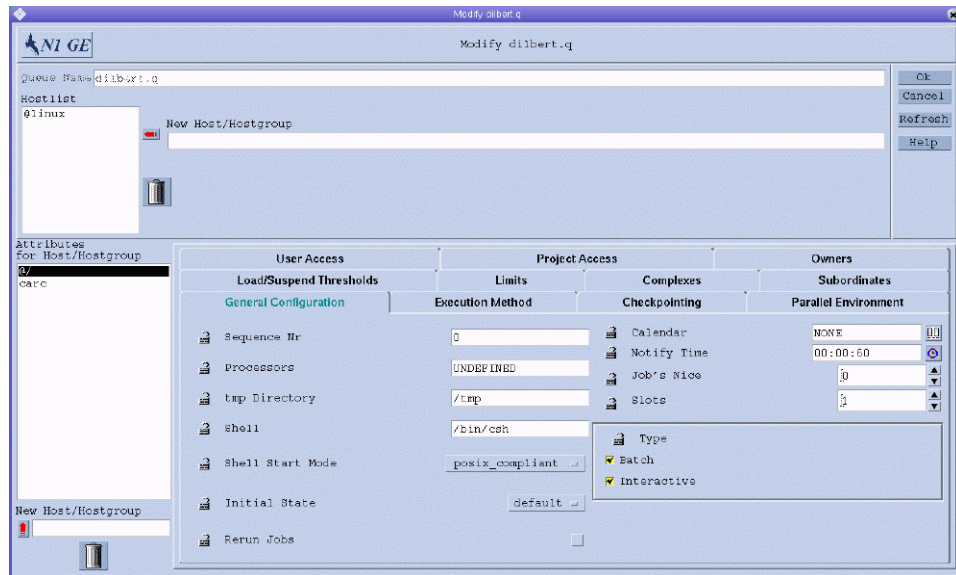 Modify dilbert.q
N1 GE
Modify dilbert.q
Queue Name dilbert.q
Ok
Cancel
Refresh
Help
Hostlist
@linux
New Host/Hostgroup
Attributes
for Host/Hostgroup
@/
carc
New Host/Hostgroup
User Access
Project Access
Owners
Load/Suspend Thresholds
Limits
Complexes
Subordinates
General Configuration
Execution Method
Checkpointing
Parallel Environment
Sequence Nr 0
Processors UNDEFINED
tmp Directory /tmp
Shell /bin/csh
Shell Start Mode posix_compliant
Initial State default
Rerun Jobs
Calendar NONE
Notify Time 00:00:60
Job's Nice 0
Slots 1
Type
Batch
Interactive